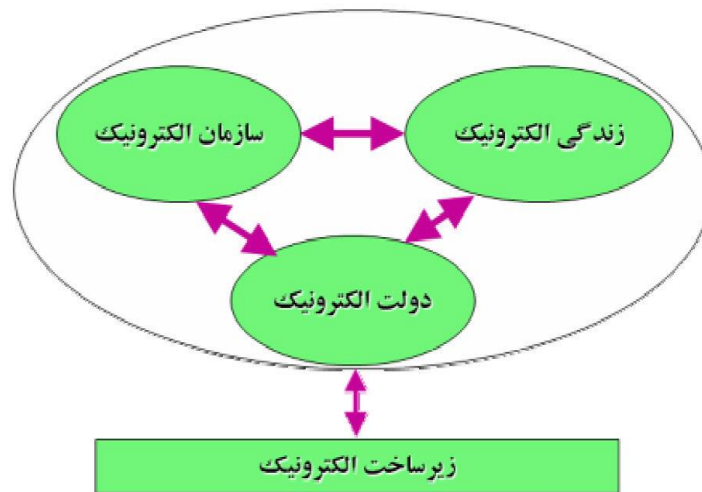 زندگی الکترونیک
سازمان الکترونیک
دولت الکترونیک
زیرساخت الکترونیک